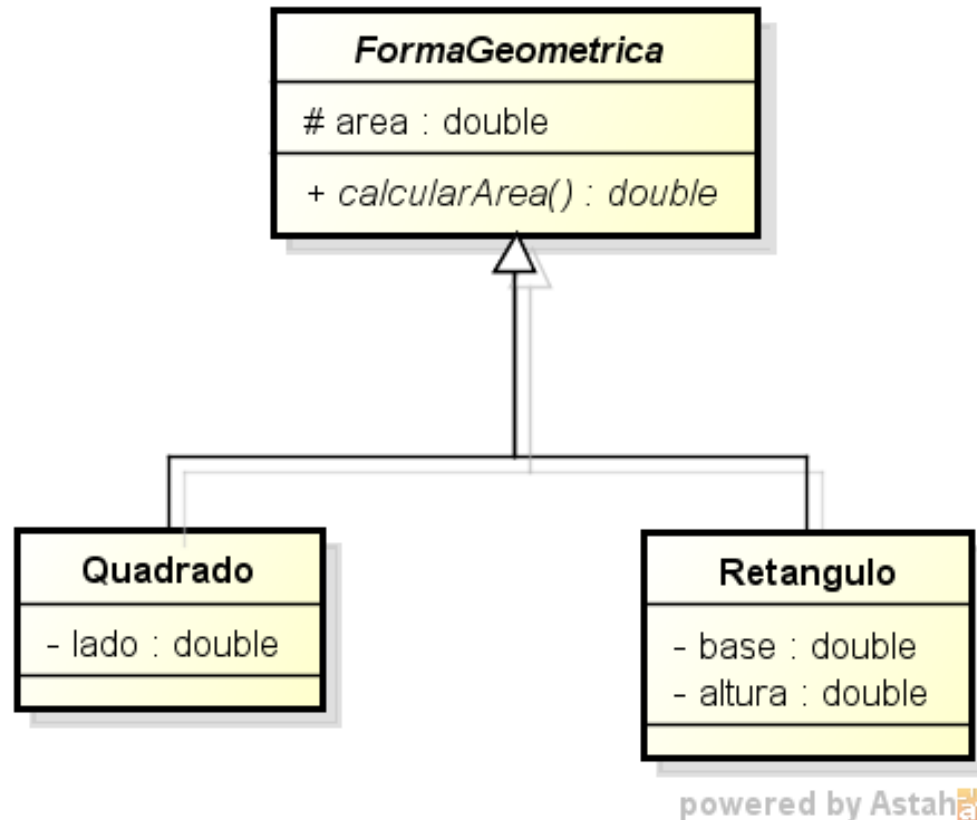 FormaGeometrica
# area : double
+ calcularArea() : double
Quadrado
- lado : double
Retangulo
- base : double
- altura : double
powered by Astah